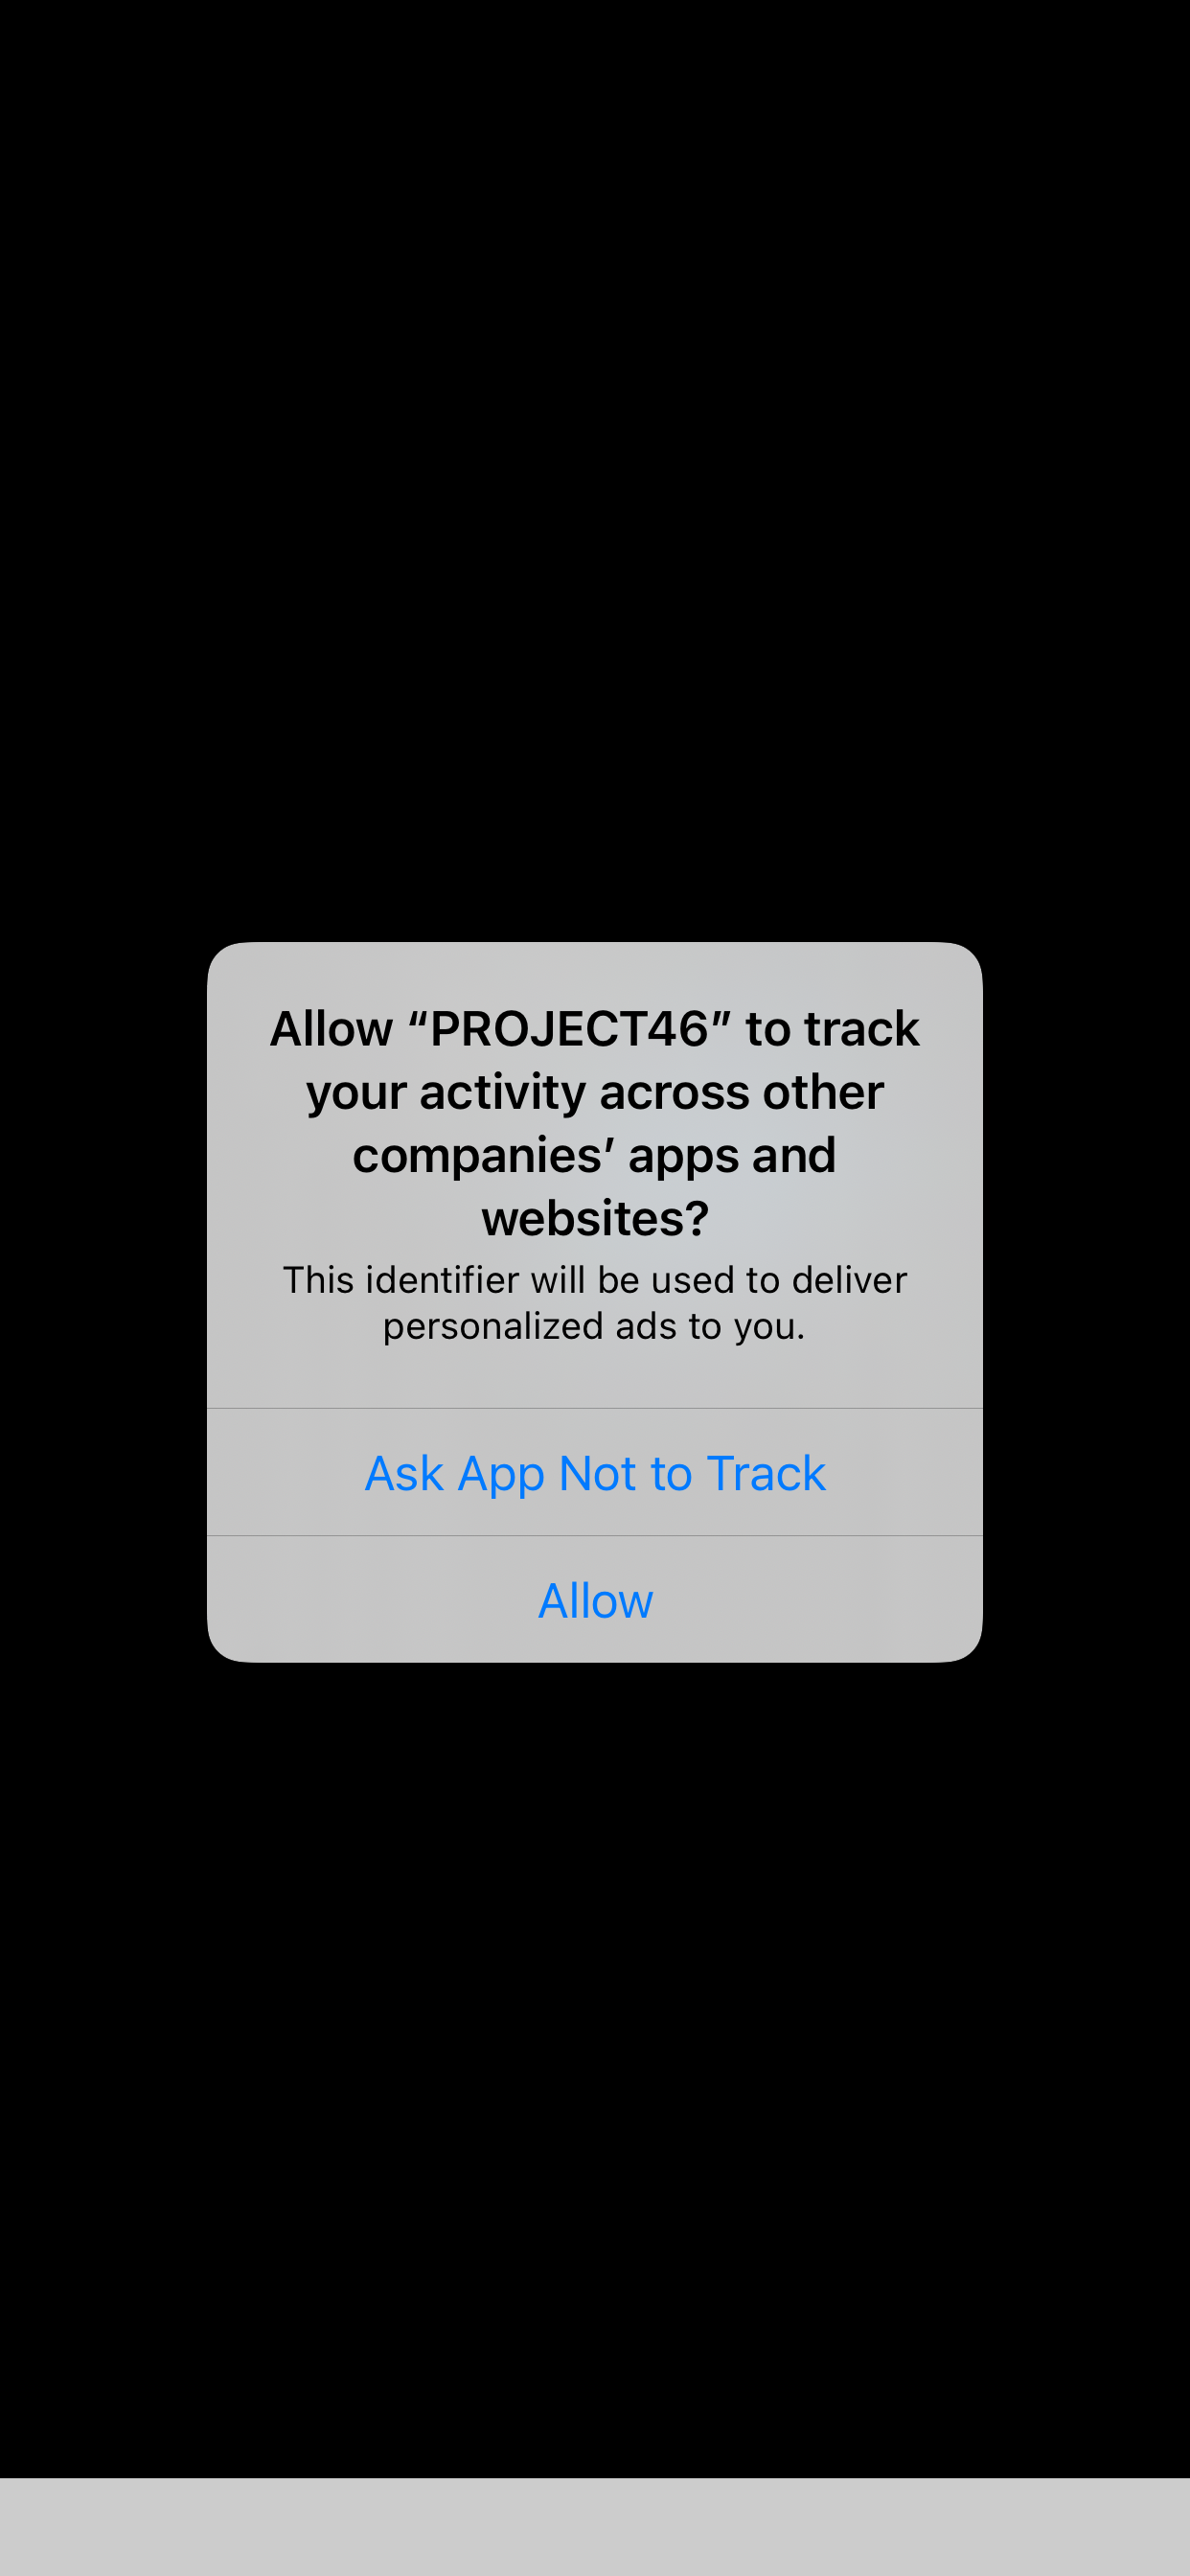 Allow “PROJECT46” to track
your activity across other
companies’ apps and
websites?
This identifier will be used to deliver
personalized ads to you.
Ask App Not to Track
Allow